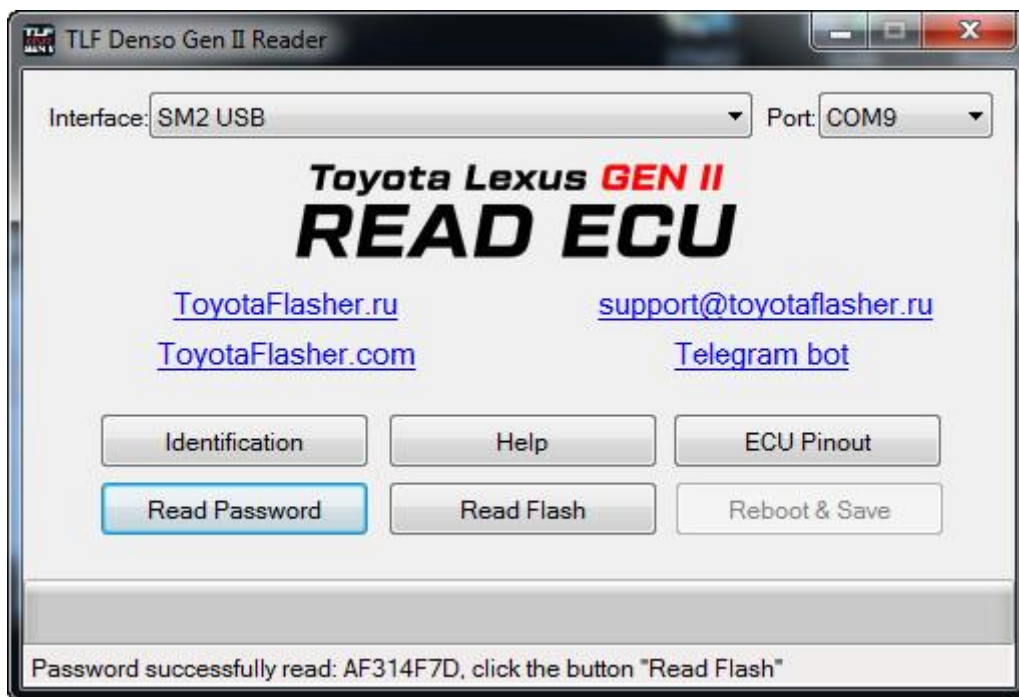 TLF Denso Gen II Reader
Interface: SM2 USB Port: COM9
Toyota Lexus GEN II
READ ECU
ToyotaFlasher.ru support@toyotaflasher.ru
ToyotaFlasher.com Telegram bot
Identification Help ECU Pinout
Read Password Read Flash Reboot & Save
Password successfully read: AF314F7D, click the button "Read Flash"